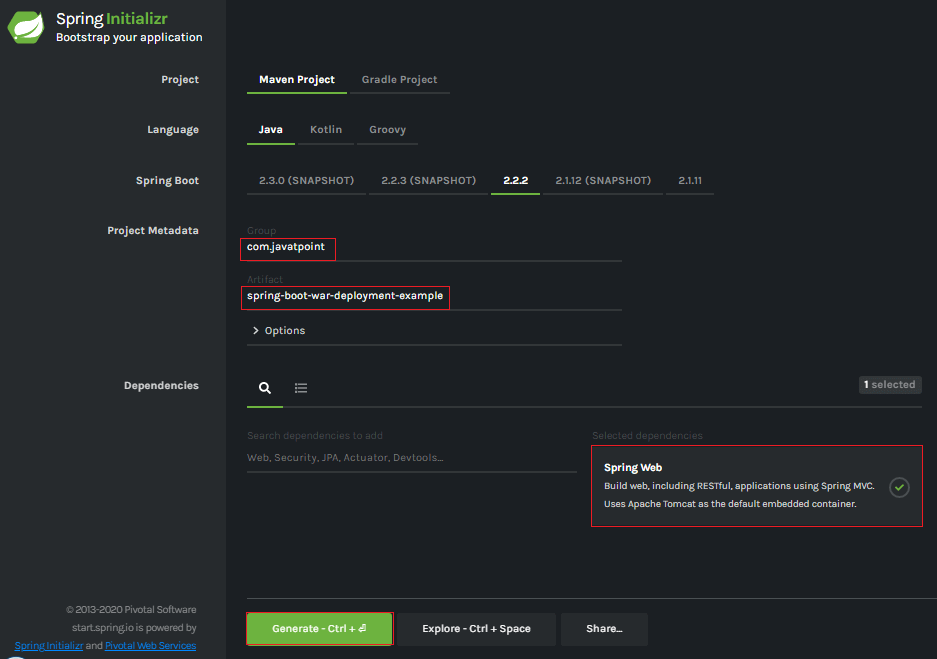 Spring Initializr
Bootstrap your application
Project
Maven Project Gradle Project
Language
Java Kotlin Groovy
Spring Boot
2.3.0 (SNAPSHOT) 2.2.3 (SNAPSHOT) 2.2.2 2.1.12 (SNAPSHOT) 2.1.11
Project Metadata
Group
com.javatpoint
Artifact
spring-boot-war-deployment-example
Options
Dependencies
1 selected
Search dependencies to add
Web, Security, JPA, Actuator, Devtools...
Selected dependencies
Spring Web
Build web, including RESTful, applications using Spring MVC.
Uses Apache Tomcat as the default embedded container.
© 2013-2020 Pivotal Software
start.spring.io is powered by
Spring Initializr and Pivotal Web Services
Generate - Ctrl + ⏎
Explore - Ctrl + Space
Share...